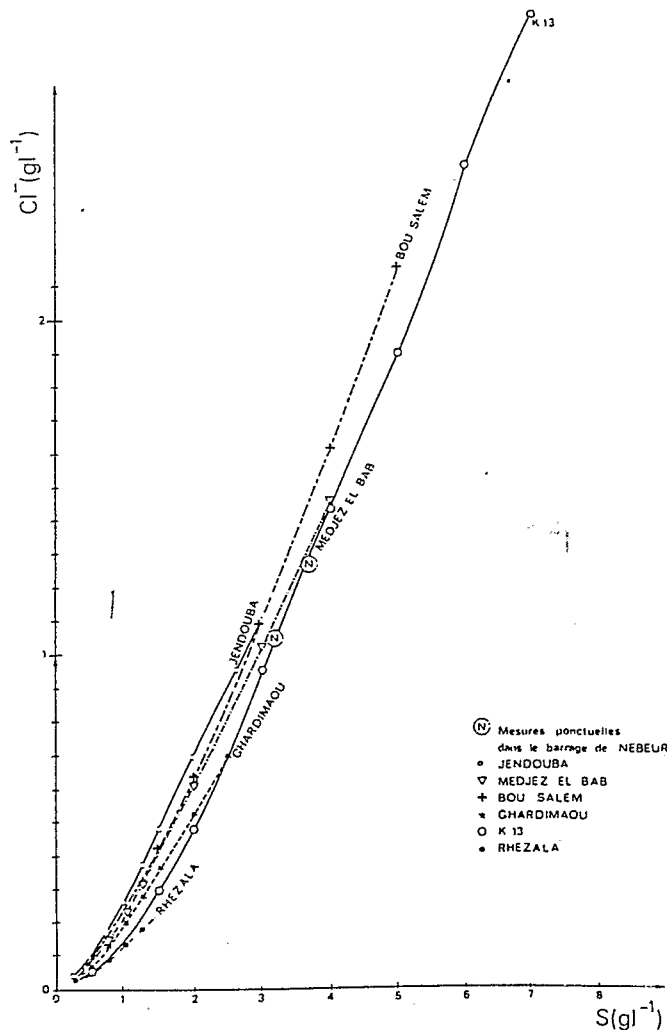 K 13
Cl⁻(gl⁻¹)
BOU SALEM
2
MEDJEZ EL BAB
N
JENDOUBA
N
1
GHARDIMAOU
N Mesures ponctuelles
dans le barrage de NEBEUR
JENDOUBA
MEDJEZ EL BAB
BOU SALEM
GHARDIMAOU
K 13
RHEZALA
RHEZALA
0
0 1 2 3 4 5 6 7 8
S(gl⁻¹)